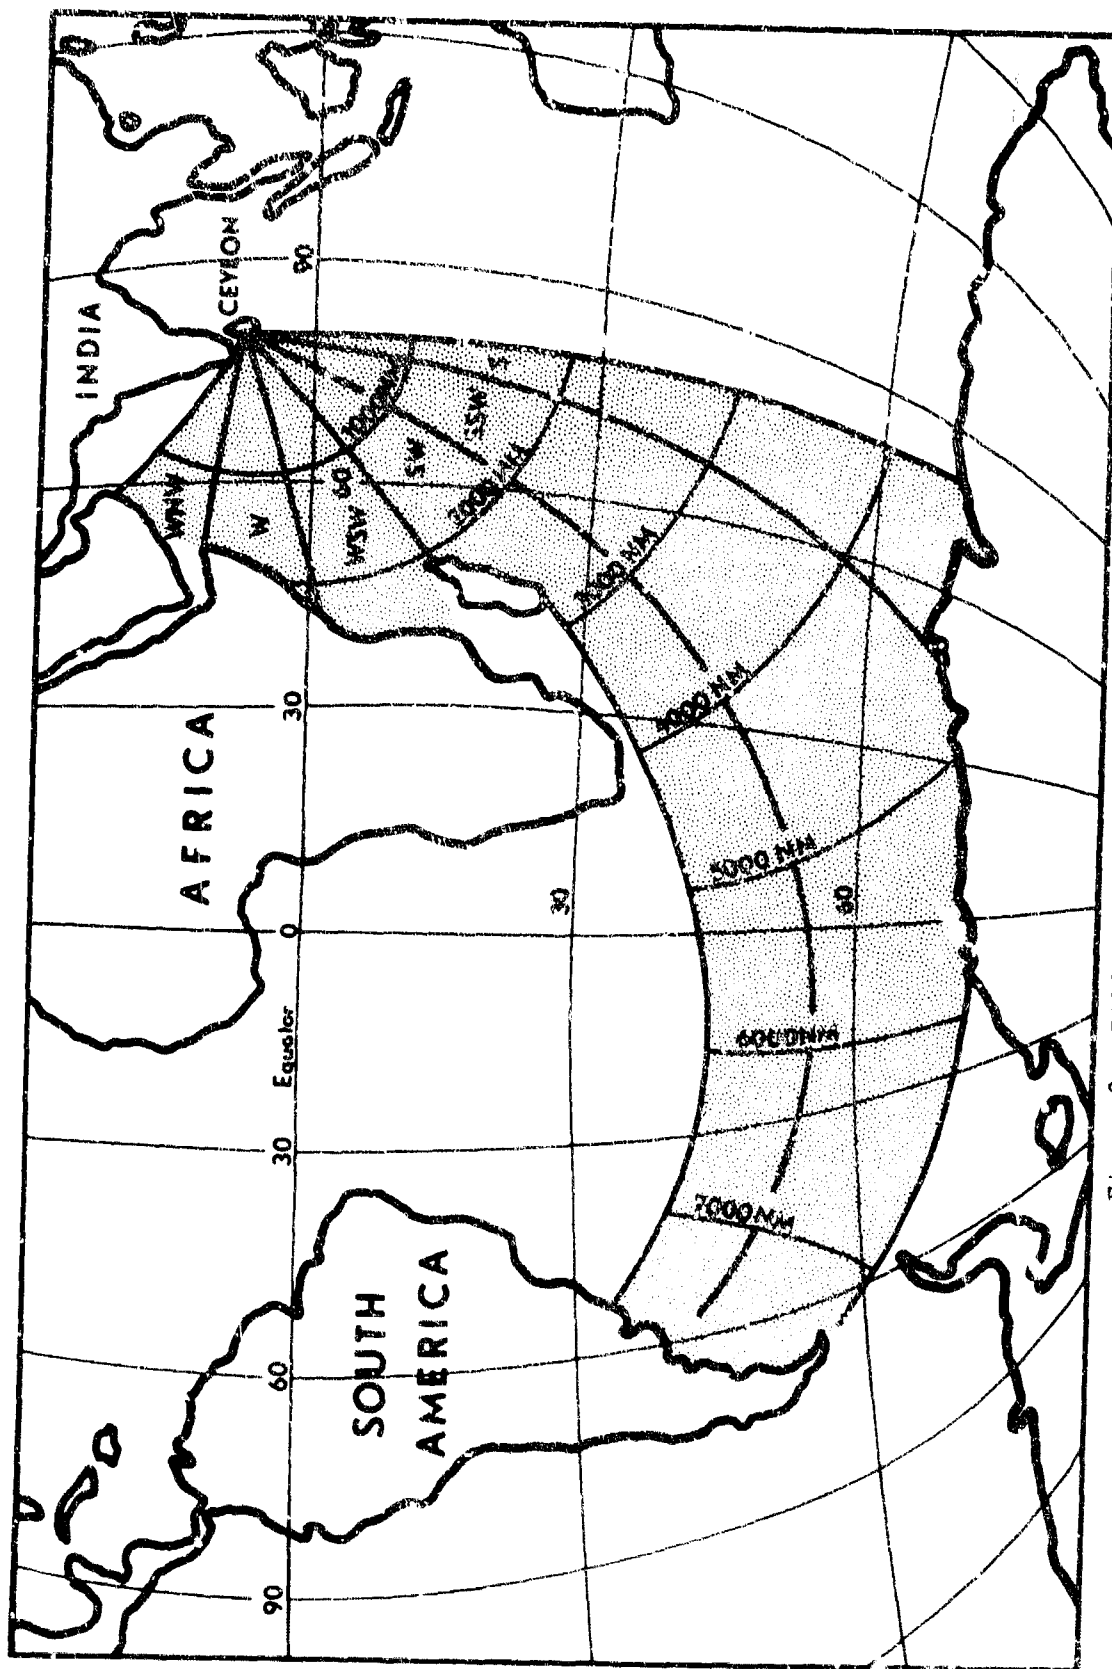 INDIA
CEYLON
90
WNW
W
WSW
60
SW
SSW
S
1000 NM
2000 NM
3000 NM
4000 NM
5000 NM
6000 NM
7000 NM
AFRICA
30
0
Equator
30
60
90
30
60
SOUTH
AMERICA